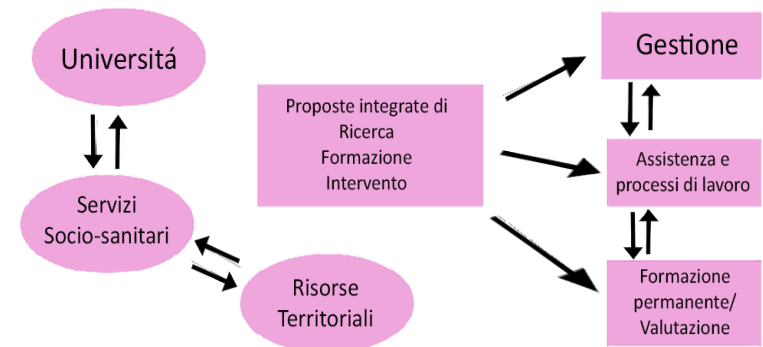 Universitá
Servizi
Socio-sanitari
Risorse
Territoriali
Proposte integrate di
Ricerca
Formazione
Intervento
Gestione
Assistenza e
processi di lavoro
Formazione
permanente/
Valutazione